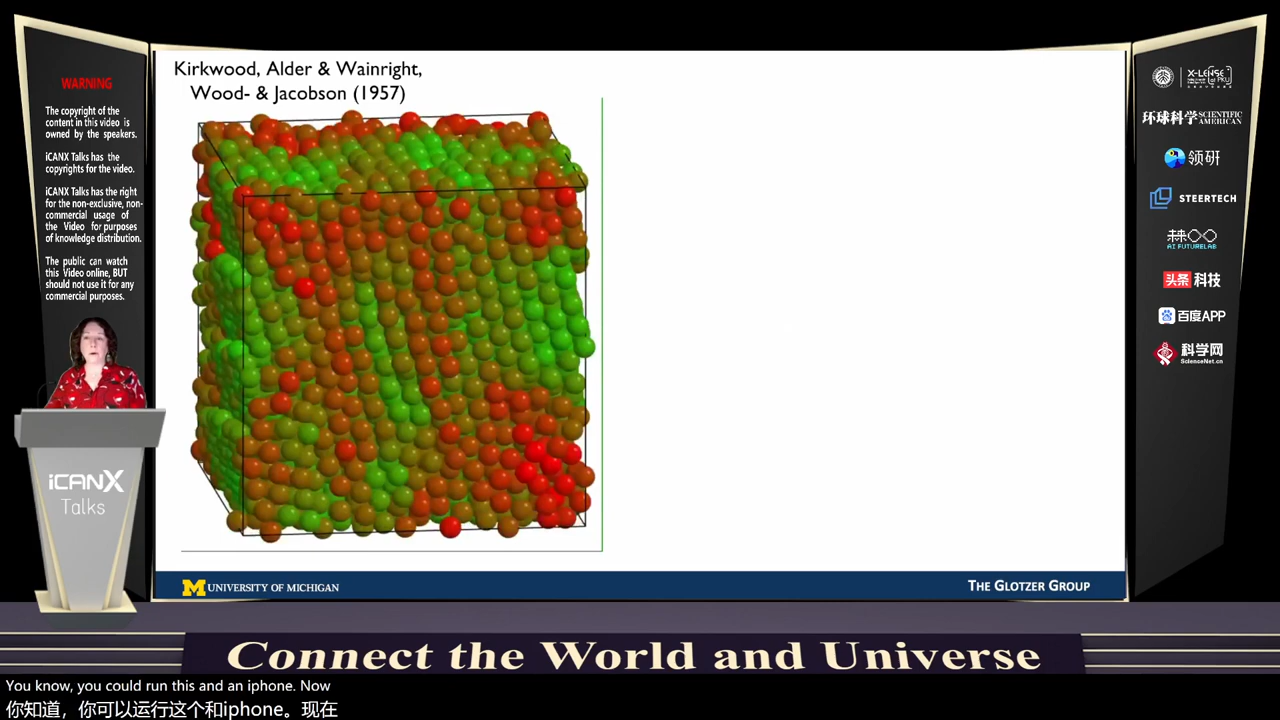 WARNING
The copyright of the
content in this video is
owned by the speakers.
iCANX Talks has the
copyrights for the video.
iCANX Talks has the right
for the non-exclusive, non-
commercial usage of
the Video for purposes
of knowledge distribution.
The public can watch
this Video online, BUT
should not use it for any
commercial purposes.
iCANX
Talks
Kirkwood, Alder & Wainright,
Wood- & Jacobson (1957)
M UNIVERSITY OF MICHIGAN
THE GLOTZER GROUP
X-LENSE
环球科学 SCIENTIFIC AMERICAN
领研
STEERTECH
AI FUTURELAB
头条 科技
百度APP
科学网
ScienceNet.cn
Connect the World and Universe
You know, you could run this and an iphone. Now
你知道，你可以运行这个和iphone。现在